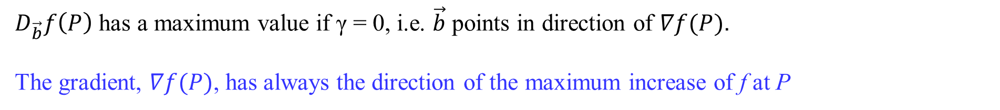 $D_{\vec{b}}f(P)$ has a maximum value if γ = 0, i.e. $\vec{b}$ points in direction of $\nabla f(P)$.
The gradient, $\nabla f(P)$, has always the direction of the maximum increase of $f$ at $P$